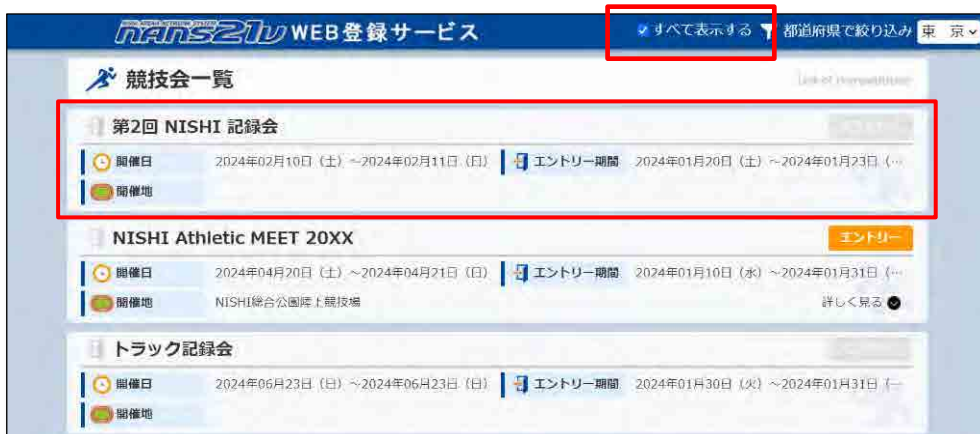 NISHI ATHLETE NETWORK SYSTEM
nans21V WEB登録サービス
すべて表示する 都道府県で絞り込み 東 京
競技会一覧
List of competitions
第2回 NISHI 記録会
開催日 2024年02月10日（土）～2024年02月11日（日） エントリー期間 2024年01月20日（土）～2024年01月23日（…
開催地
NISHI Athletic MEET 20XX エントリー
開催日 2024年04月20日（土）～2024年04月21日（日） エントリー期間 2024年01月10日（水）～2024年01月31日（…
開催地 NISHI総合公園陸上競技場 詳しく見る
トラック記録会
開催日 2024年06月23日（日）～2024年06月23日（日） エントリー期間 2024年01月30日（火）～2024年01月31日（…
開催地